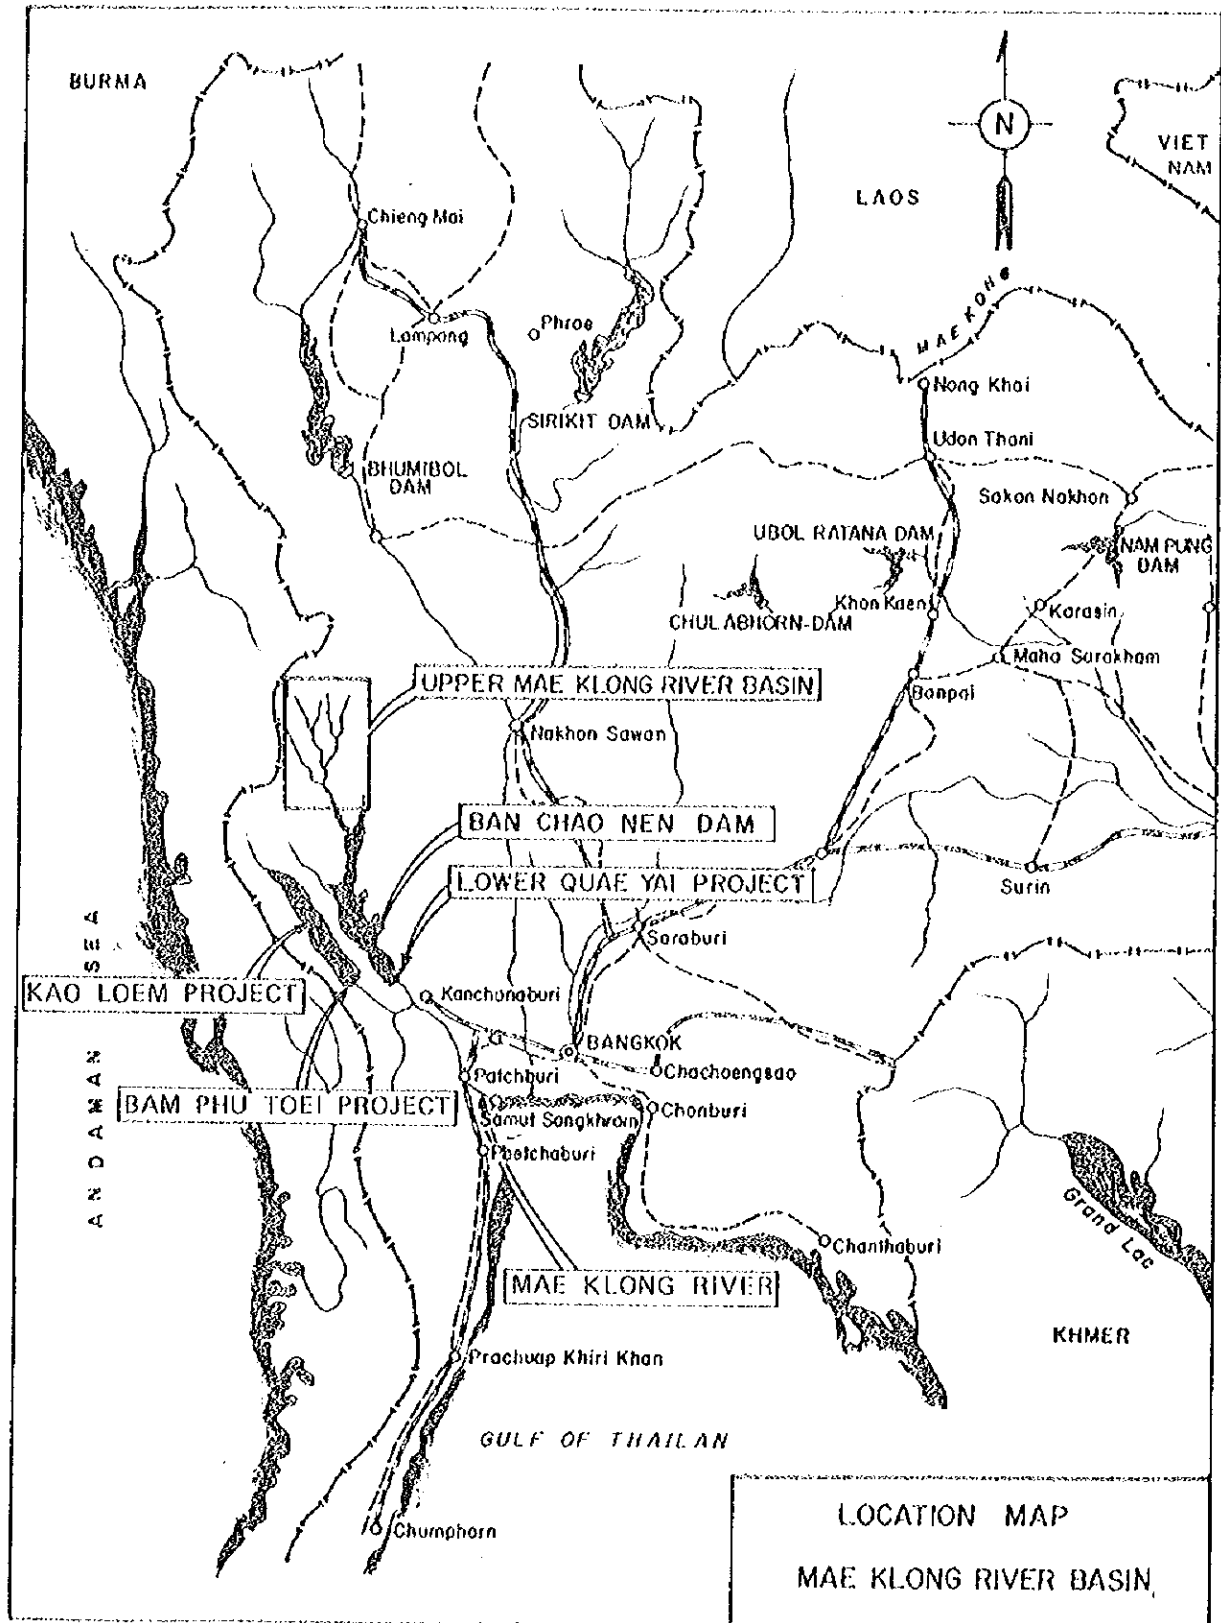 BURMA
N
VIET
NAM
LAOS
Chieng Mai
MAE KOHG
Lampang
Phrae
Nong Khai
SIRIKIT DAM
Udon Thani
BHUMIBOL
DAM
Sakon Nakhon
UBOL RATANA DAM
NAM PUNG
DAM
Khon Kaen
Karasin
CHULABHORN-DAM
Maha Sarakham
UPPER MAE KLONG RIVER BASIN
Banpai
Nakhon Sawan
BAN CHAO NEN DAM
LOWER QUAE YAI PROJECT
Surin
Saraburi
ANDAMAN SEA
KAO LOEM PROJECT
Kanchanaburi
BANGKOK
Patchburi
Chachoengsao
BAM PHU TOEI PROJECT
Samut Songkhram
Chonburi
Phetchaburi
Grand Lac
Chanthaburi
MAE KLONG RIVER
KHMER
Prachuap Khiri Khan
GULF OF THAILAN
Chumphorn
LOCATION MAP
MAE KLONG RIVER BASIN